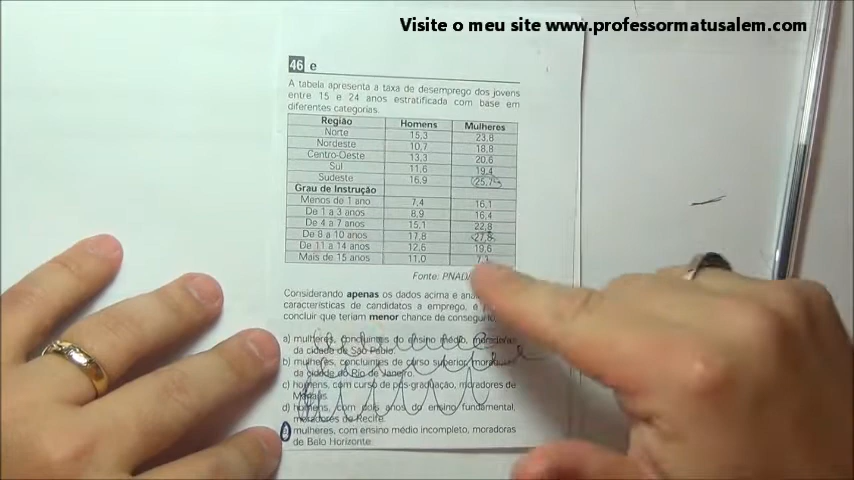 Visite o meu site www.professormatusalem.com
46 e
A tabela apresenta a taxa de desemprego dos jovens
entre 15 e 24 anos estratificada com base em
diferentes categorias.
Região Homens Mulheres
Norte 15,3 23,8
Nordeste 10,7 18,8
Centro-Oeste 13,3 20,6
Sul 11,6 19,4
Sudeste 16,9 25,7
Grau de Instrução
Menos de 1 ano 7,4 16,1
De 1 a 3 anos 8,9 16,4
De 4 a 7 anos 15,1 22,8
De 8 a 10 anos 17,8 27,8
De 11 a 14 anos 12,6 19,6
Mais de 15 anos 11,0 7,1
Fonte: PNAD
Considerando apenas os dados acima e
características de candidatos a emprego, é
concluir que teriam menor chance de
a) mulheres, concluintes do ensino médio, moradoras
da cidade de São Paulo.
b) mulheres, concluintes de curso superior,
da cidade do Rio de Janeiro.
c) homens, com curso de pós-graduação, moradores de
Manaus.
d) homens, com dois anos do ensino fundamental,
moradores de Recife.
mulheres, com ensino médio incompleto, moradoras
de Belo Horizonte